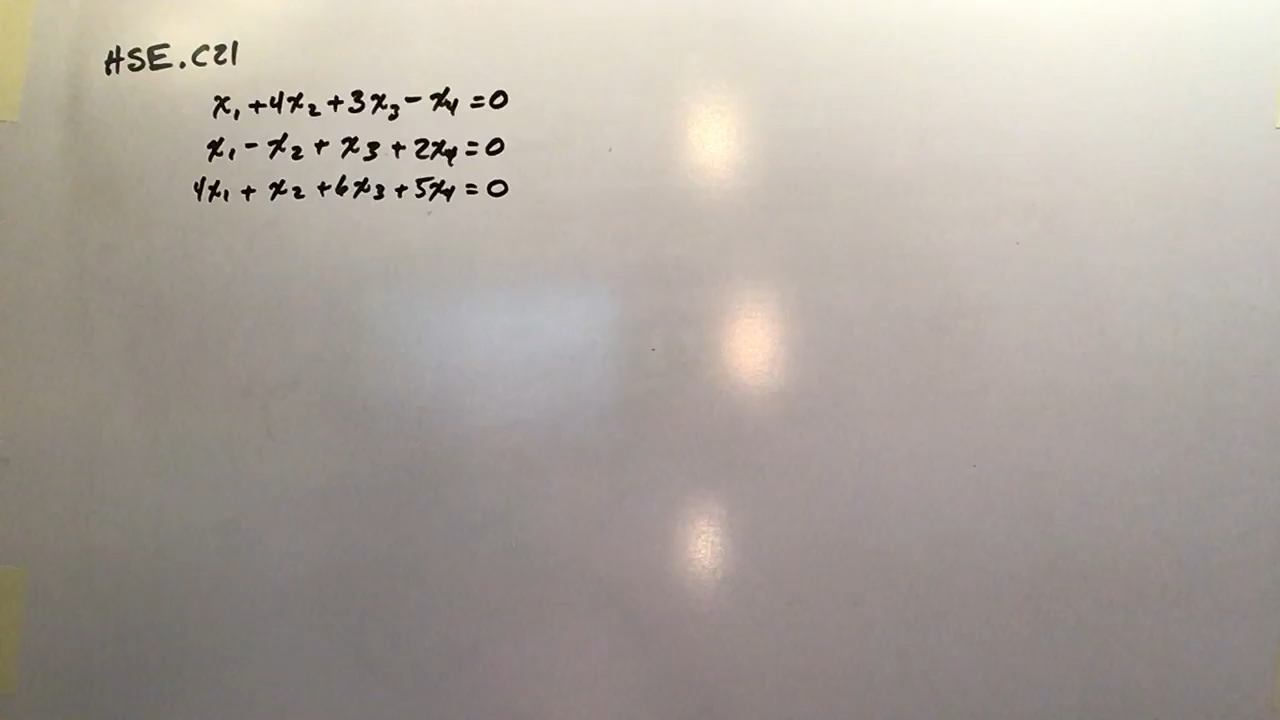 HSE.C21
x₁ + 4x₂ + 3x₃ - x₄ = 0
x₁ - x₂ + x₃ + 2x₄ = 0
4x₁ + x₂ + 6x₃ + 5x₄ = 0